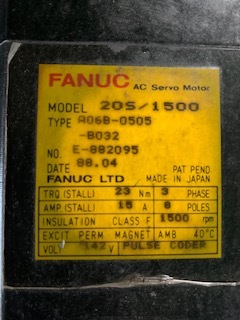 FANUC AC Servo Motor
MODEL 20S/1500
TYPE A06B-0505
-B032
NO. E-882095
DATE 88.04 PAT PEND.
FANUC LTD MADE IN JAPAN
TRQ (STALL) 23 Nm 3 PHASE
AMP.(STALL) 15 A 8 POLES
INSULATION CLASS F 1500 rpm
EXCIT PERM MAGNET AMB 40°C
VOLT 142 V PULSE CODER